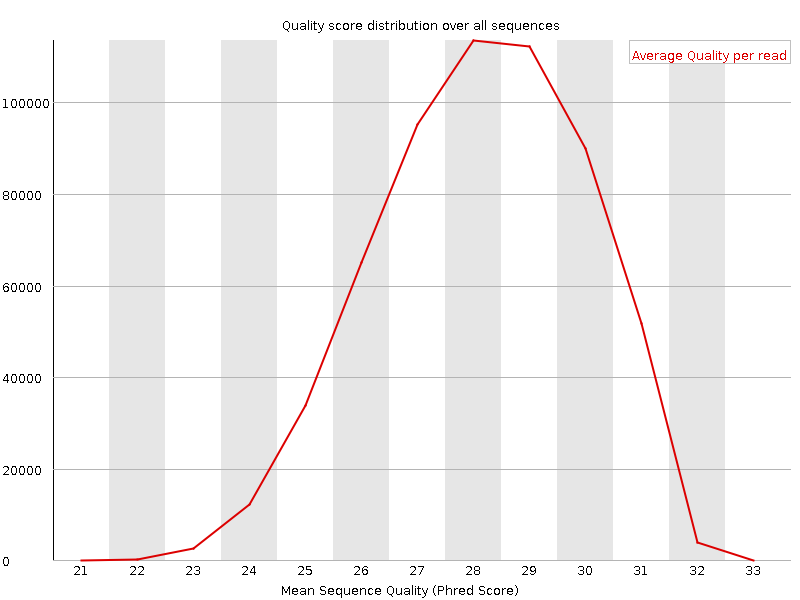 Quality score distribution over all sequences
Average Quality per read
100000
80000
60000
40000
20000
0
21 22 23 24 25 26 27 28 29 30 31 32 33
Mean Sequence Quality (Phred Score)